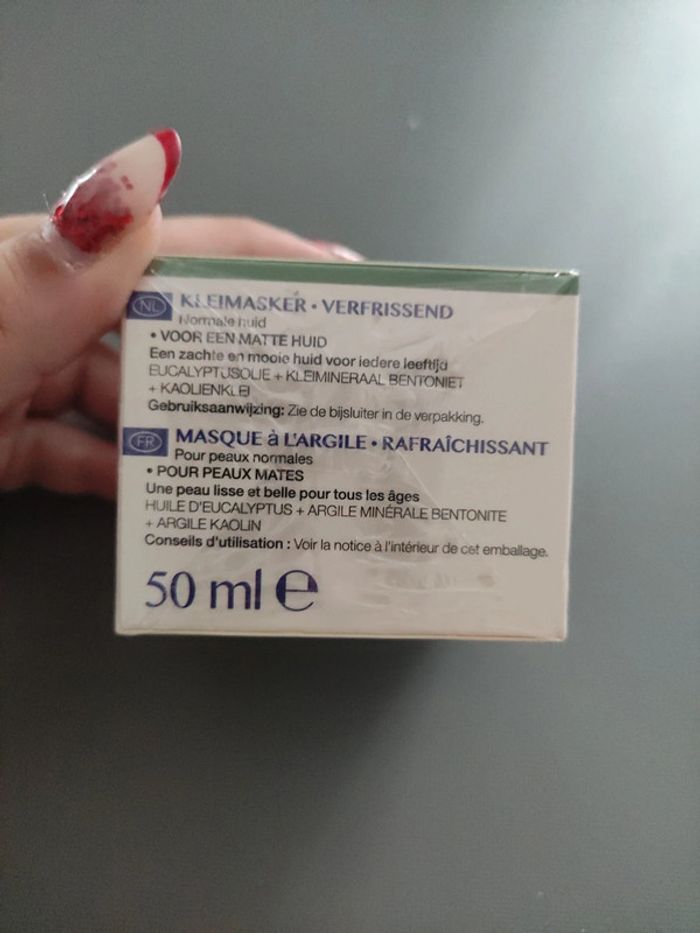 NL KLEIMASKER • VERFRISSEND
Normale huid
• VOOR EEN MATTE HUID
Een zachte en mooie huid voor iedere leeftijd
EUCALYPTUSOLIE + KLEIMINERAAL BENTONIET
+ KAOLIENKLEI
Gebruiksaanwijzing: Zie de bijsluiter in de verpakking.
FR MASQUE à L'ARGILE • RAFRAÎCHISSANT
Pour peaux normales
• POUR PEAUX MATES
Une peau lisse et belle pour tous les âges
HUILE D'EUCALYPTUS + ARGILE MINÉRALE BENTONITE
+ ARGILE KAOLIN
Conseils d'utilisation : Voir la notice à l'intérieur de cet emballage.
50 ml ℮